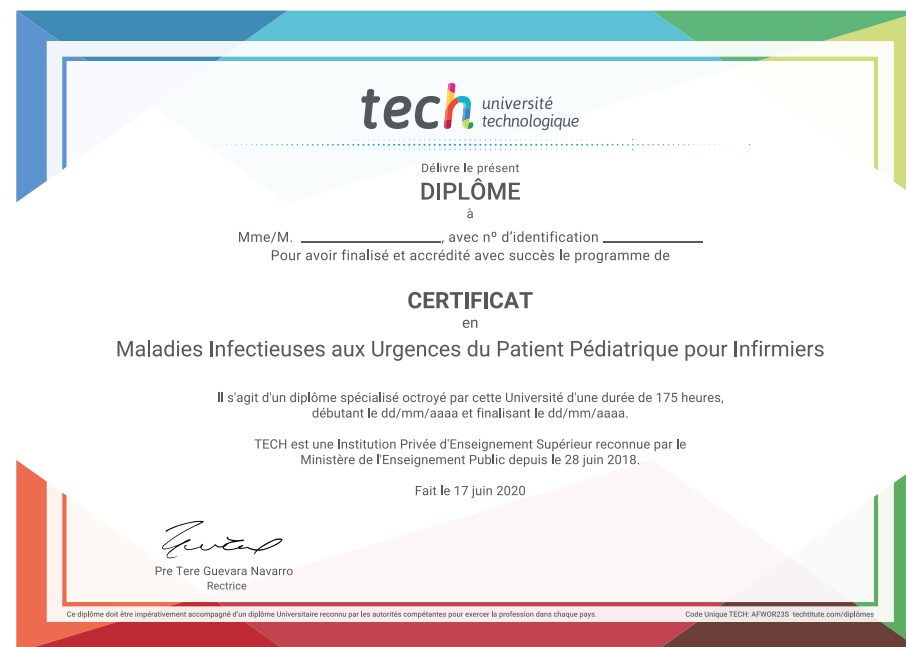 tech université
technologique
Délivre le présent
DIPLÔME
à
Mme/M. ____________________, avec nº d'identification ______________
Pour avoir finalisé et accrédité avec succès le programme de
CERTIFICAT
en
Maladies Infectieuses aux Urgences du Patient Pédiatrique pour Infirmiers
Il s'agit d'un diplôme spécialisé octroyé par cette Université d'une durée de 175 heures,
débutant le dd/mm/aaaa et finalisant le dd/mm/aaaa.
TECH est une Institution Privée d'Enseignement Supérieur reconnue par le
Ministère de l'Enseignement Public depuis le 28 juin 2018.
Fait le 17 juin 2020
Pre Tere Guevara Navarro
Rectrice
Ce diplôme doit être impérativement accompagné d'un diplôme Universitaire reconnu par les autorités compétantes pour exercer la profession dans chaque pays.
Code Unique TECH: AFWOR23S techtitute.com/diplômes